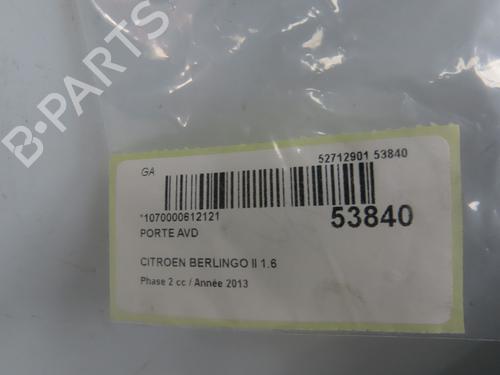 B-PARTS
GA
52712901 53840
*1070000612121
53840
PORTE AVD
CITROEN BERLINGO II 1.6
Phase 2 cc / Année 2013